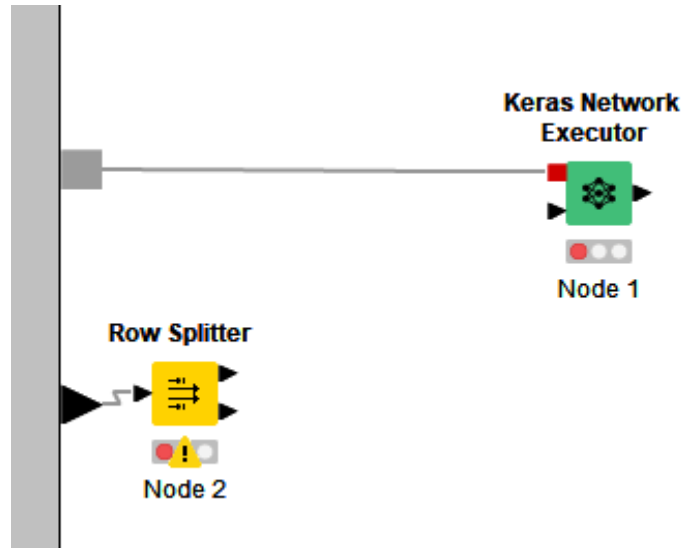 Keras Network
Executor
Node 1
Row Splitter
!
Node 2